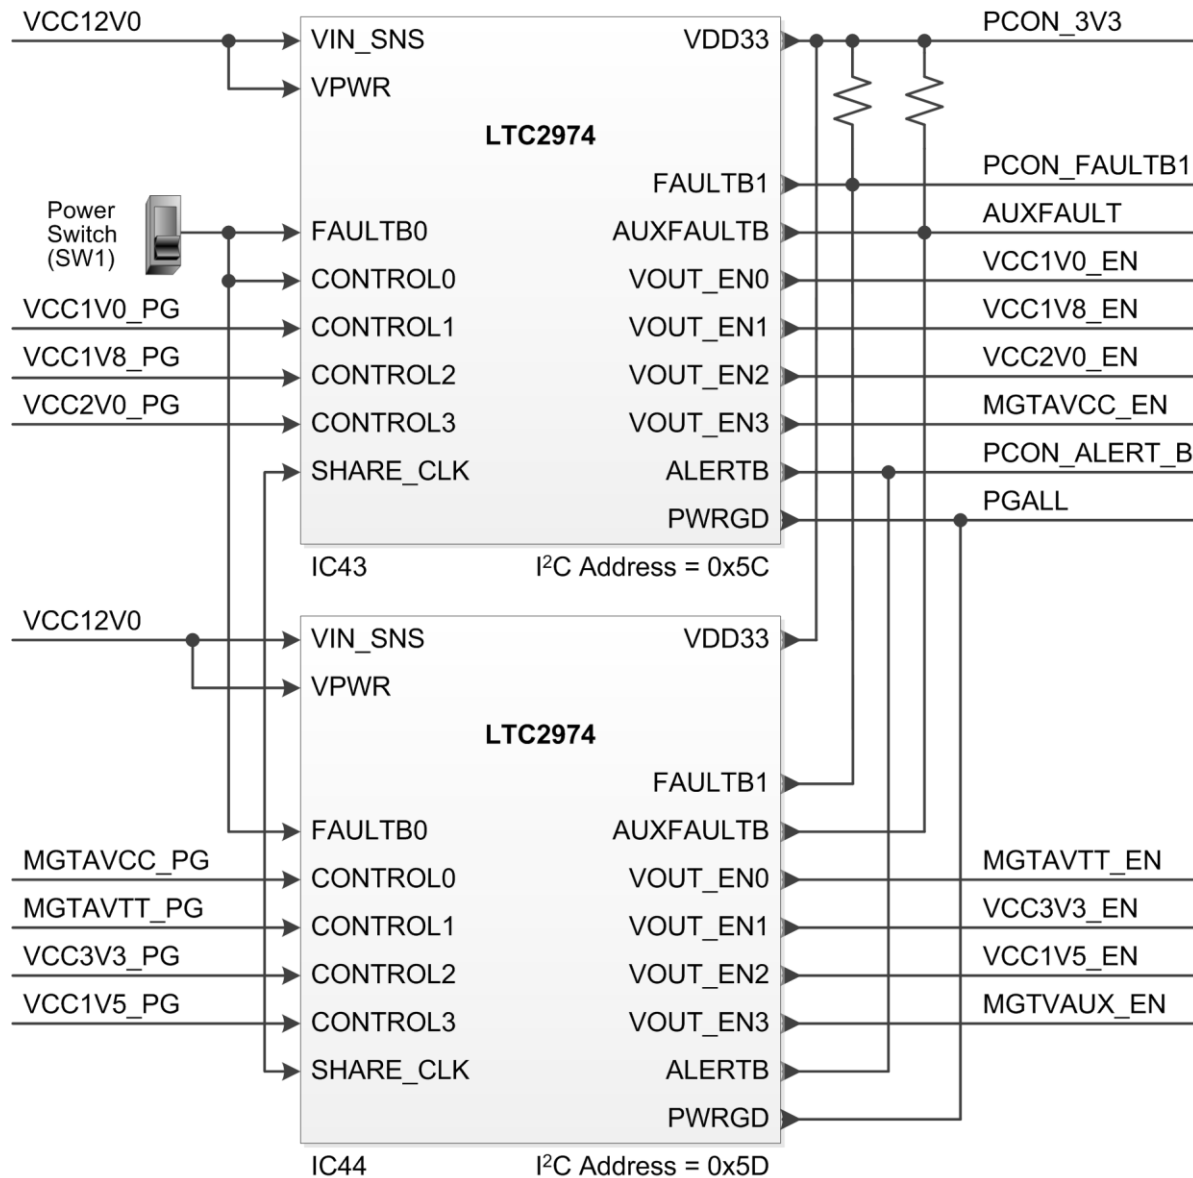 VCC12V0
VIN_SNS
VDD33
PCON_3V3
VPWR
LTC2974
FAULTB1
PCON_FAULTB1
Power
Switch
(SW1)
FAULTB0
AUXFAULTB
AUXFAULT
CONTROL0
VOUT_EN0
VCC1V0_EN
VCC1V0_PG
CONTROL1
VOUT_EN1
VCC1V8_EN
VCC1V8_PG
CONTROL2
VOUT_EN2
VCC2V0_EN
VCC2V0_PG
CONTROL3
VOUT_EN3
MGTAVCC_EN
SHARE_CLK
ALERTB
PCON_ALERT_B
PWRGD
PGALL
IC43
I²C Address = 0x5C
VCC12V0
VIN_SNS
VDD33
VPWR
LTC2974
FAULTB1
FAULTB0
AUXFAULTB
MGTAVCC_PG
CONTROL0
VOUT_EN0
MGTAVTT_EN
MGTAVTT_PG
CONTROL1
VOUT_EN1
VCC3V3_EN
VCC3V3_PG
CONTROL2
VOUT_EN2
VCC1V5_EN
VCC1V5_PG
CONTROL3
VOUT_EN3
MGTVAUX_EN
SHARE_CLK
ALERTB
PWRGD
IC44
I²C Address = 0x5D